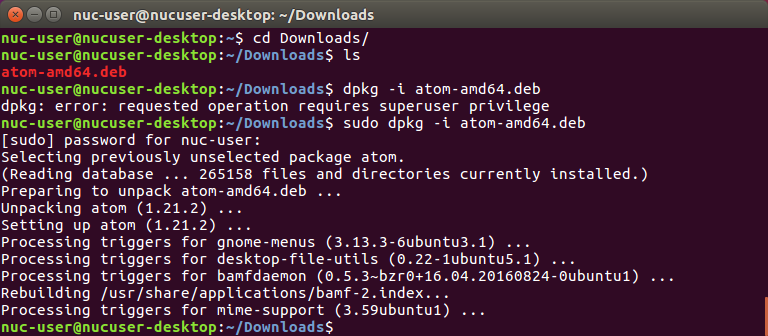 nuc-user@nucuser-desktop: ~/Downloads
nuc-user@nucuser-desktop:~$ cd Downloads/
nuc-user@nucuser-desktop:~/Downloads$ ls
atom-amd64.deb
nuc-user@nucuser-desktop:~/Downloads$ dpkg -i atom-amd64.deb
dpkg: error: requested operation requires superuser privilege
nuc-user@nucuser-desktop:~/Downloads$ sudo dpkg -i atom-amd64.deb
[sudo] password for nuc-user:
Selecting previously unselected package atom.
(Reading database ... 265158 files and directories currently installed.)
Preparing to unpack atom-amd64.deb ...
Unpacking atom (1.21.2) ...
Setting up atom (1.21.2) ...
Processing triggers for gnome-menus (3.13.3-6ubuntu3.1) ...
Processing triggers for desktop-file-utils (0.22-1ubuntu5.1) ...
Processing triggers for bamfdaemon (0.5.3~bzr0+16.04.20160824-0ubuntu1) ...
Rebuilding /usr/share/applications/bamf-2.index...
Processing triggers for mime-support (3.59ubuntu1) ...
nuc-user@nucuser-desktop:~/Downloads$